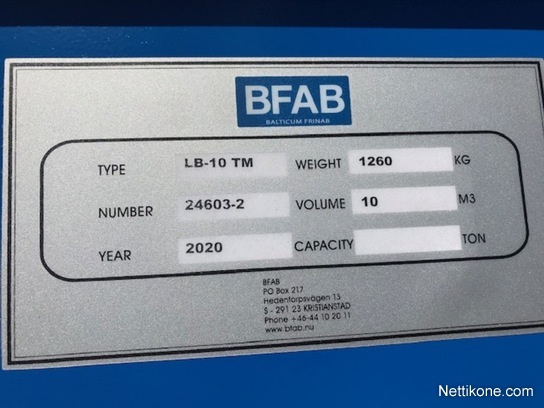 BFAB
BALTICUM FRINAB
TYPE LB-10 TM WEIGHT 1260 KG
NUMBER 24603-2 VOLUME 10 M3
YEAR 2020 CAPACITY TON
BFAB
PO Box 217
Hedentorpsvägen 13
S - 291 23 KRISTIANSTAD
Phone +46-44 10 20 11
www.bfab.nu
Nettikone.com